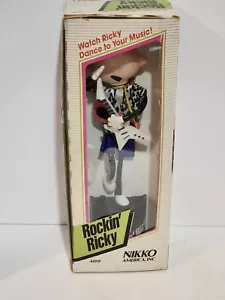 Watch Ricky
Dance to Your Music!
Rockin'
Ricky
NIKKO
AMERICA, INC.